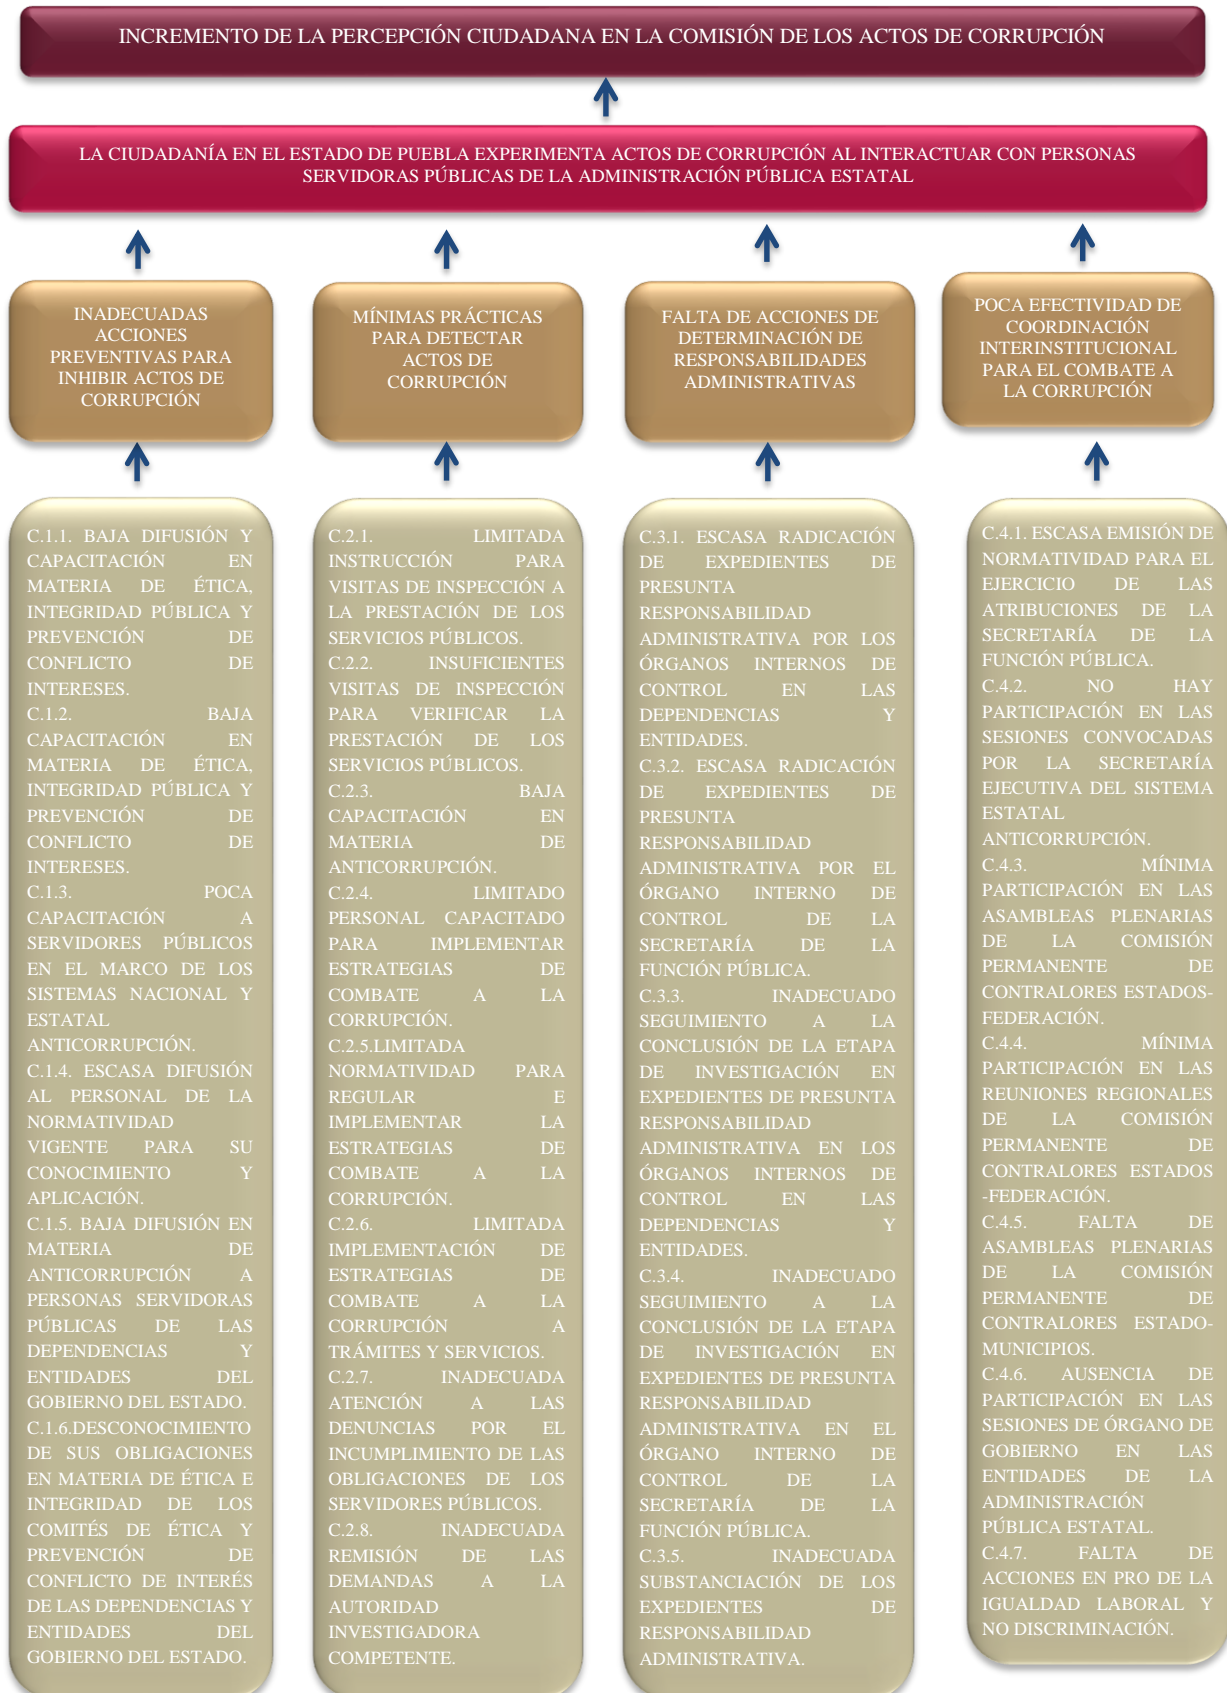 INCREMENTO DE LA PERCEPCIÓN CIUDADANA EN LA COMISIÓN DE LOS ACTOS DE CORRUPCIÓN
LA CIUDADANÍA EN EL ESTADO DE PUEBLA EXPERIMENTA ACTOS DE CORRUPCIÓN AL INTERACTUAR CON PERSONAS
SERVIDORAS PÚBLICAS DE LA ADMINISTRACIÓN PÚBLICA ESTATAL
INADECUADAS
ACCIONES
PREVENTIVAS PARA
INHIBIR ACTOS DE
CORRUPCIÓN
MÍNIMAS PRÁCTICAS
PARA DETECTAR
ACTOS DE
CORRUPCIÓN
FALTA DE ACCIONES DE
DETERMINACIÓN DE
RESPONSABILIDADES
ADMINISTRATIVAS
POCA EFECTIVIDAD DE
COORDINACIÓN
INTERINSTITUCIONAL
PARA EL COMBATE A
LA CORRUPCIÓN
C.1.1. BAJA DIFUSIÓN Y
CAPACITACIÓN EN
MATERIA DE ÉTICA,
INTEGRIDAD PÚBLICA Y
PREVENCIÓN DE
CONFLICTO DE
INTERESES.
C.1.2. BAJA
CAPACITACIÓN EN
MATERIA DE ÉTICA,
INTEGRIDAD PÚBLICA Y
PREVENCIÓN DE
CONFLICTO DE
INTERESES.
C.1.3. POCA
CAPACITACIÓN A
SERVIDORES PÚBLICOS
EN EL MARCO DE LOS
SISTEMAS NACIONAL Y
ESTATAL
ANTICORRUPCIÓN.
C.1.4. ESCASA DIFUSIÓN
AL PERSONAL DE LA
NORMATIVIDAD
VIGENTE PARA SU
CONOCIMIENTO Y
APLICACIÓN.
C.1.5. BAJA DIFUSIÓN EN
MATERIA DE
ANTICORRUPCIÓN A
PERSONAS SERVIDORAS
PÚBLICAS DE LAS
DEPENDENCIAS Y
ENTIDADES DEL
GOBIERNO DEL ESTADO.
C.1.6.DESCONOCIMIENTO
DE SUS OBLIGACIONES
EN MATERIA DE ÉTICA E
INTEGRIDAD DE LOS
COMITÉS DE ÉTICA Y
PREVENCIÓN DE
CONFLICTO DE INTERÉS
DE LAS DEPENDENCIAS Y
ENTIDADES DEL
GOBIERNO DEL ESTADO.
C.2.1. LIMITADA
INSTRUCCIÓN PARA
VISITAS DE INSPECCIÓN A
LA PRESTACIÓN DE LOS
SERVICIOS PÚBLICOS.
C.2.2. INSUFICIENTES
VISITAS DE INSPECCIÓN
PARA VERIFICAR LA
PRESTACIÓN DE LOS
SERVICIOS PÚBLICOS.
C.2.3. BAJA
CAPACITACIÓN EN
MATERIA DE
ANTICORRUPCIÓN.
C.2.4. LIMITADO
PERSONAL CAPACITADO
PARA IMPLEMENTAR
ESTRATEGIAS DE
COMBATE A LA
CORRUPCIÓN.
C.2.5.LIMITADA
NORMATIVIDAD PARA
REGULAR E
IMPLEMENTAR LA
ESTRATEGIAS DE
COMBATE A LA
CORRUPCIÓN.
C.2.6. LIMITADA
IMPLEMENTACIÓN DE
ESTRATEGIAS DE
COMBATE A LA
CORRUPCIÓN A
TRÁMITES Y SERVICIOS.
C.2.7. INADECUADA
ATENCIÓN A LAS
DENUNCIAS POR EL
INCUMPLIMIENTO DE LAS
OBLIGACIONES DE LOS
SERVIDORES PÚBLICOS.
C.2.8. INADECUADA
REMISIÓN DE LAS
DEMANDAS A LA
AUTORIDAD
INVESTIGADORA
COMPETENTE.
C.3.1. ESCASA RADICACIÓN
DE EXPEDIENTES DE
PRESUNTA
RESPONSABILIDAD
ADMINISTRATIVA POR LOS
ÓRGANOS INTERNOS DE
CONTROL EN LAS
DEPENDENCIAS Y
ENTIDADES.
C.3.2. ESCASA RADICACIÓN
DE EXPEDIENTES DE
PRESUNTA
RESPONSABILIDAD
ADMINISTRATIVA POR EL
ÓRGANO INTERNO DE
CONTROL DE LA
SECRETARÍA DE LA
FUNCIÓN PÚBLICA.
C.3.3. INADECUADO
SEGUIMIENTO A LA
CONCLUSIÓN DE LA ETAPA
DE INVESTIGACIÓN EN
EXPEDIENTES DE PRESUNTA
RESPONSABILIDAD
ADMINISTRATIVA EN LOS
ÓRGANOS INTERNOS DE
CONTROL EN LAS
DEPENDENCIAS Y
ENTIDADES.
C.3.4. INADECUADO
SEGUIMIENTO A LA
CONCLUSIÓN DE LA ETAPA
DE INVESTIGACIÓN EN
EXPEDIENTES DE PRESUNTA
RESPONSABILIDAD
ADMINISTRATIVA EN EL
ÓRGANO INTERNO DE
CONTROL DE LA
SECRETARÍA DE LA
FUNCIÓN PÚBLICA.
C.3.5. INADECUADA
SUBSTANCIACIÓN DE LOS
EXPEDIENTES DE
RESPONSABILIDAD
ADMINISTRATIVA.
C.4.1. ESCASA EMISIÓN DE
NORMATIVIDAD PARA EL
EJERCICIO DE LAS
ATRIBUCIONES DE LA
SECRETARÍA DE LA
FUNCIÓN PÚBLICA.
C.4.2. NO HAY
PARTICIPACIÓN EN LAS
SESIONES CONVOCADAS
POR LA SECRETARÍA
EJECUTIVA DEL SISTEMA
ESTATAL
ANTICORRUPCIÓN.
C.4.3. MÍNIMA
PARTICIPACIÓN EN LAS
ASAMBLEAS PLENARIAS
DE LA COMISIÓN
PERMANENTE DE
CONTRALORES ESTADOS-
FEDERACIÓN.
C.4.4. MÍNIMA
PARTICIPACIÓN EN LAS
REUNIONES REGIONALES
DE LA COMISIÓN
PERMANENTE DE
CONTRALORES ESTADOS
-FEDERACIÓN.
C.4.5. FALTA DE
ASAMBLEAS PLENARIAS
DE LA COMISIÓN
PERMANENTE DE
CONTRALORES ESTADO-
MUNICIPIOS.
C.4.6. AUSENCIA DE
PARTICIPACIÓN EN LAS
SESIONES DE ÓRGANO DE
GOBIERNO EN LAS
ENTIDADES DE LA
ADMINISTRACIÓN
PÚBLICA ESTATAL.
C.4.7. FALTA DE
ACCIONES EN PRO DE LA
IGUALDAD LABORAL Y
NO DISCRIMINACIÓN.